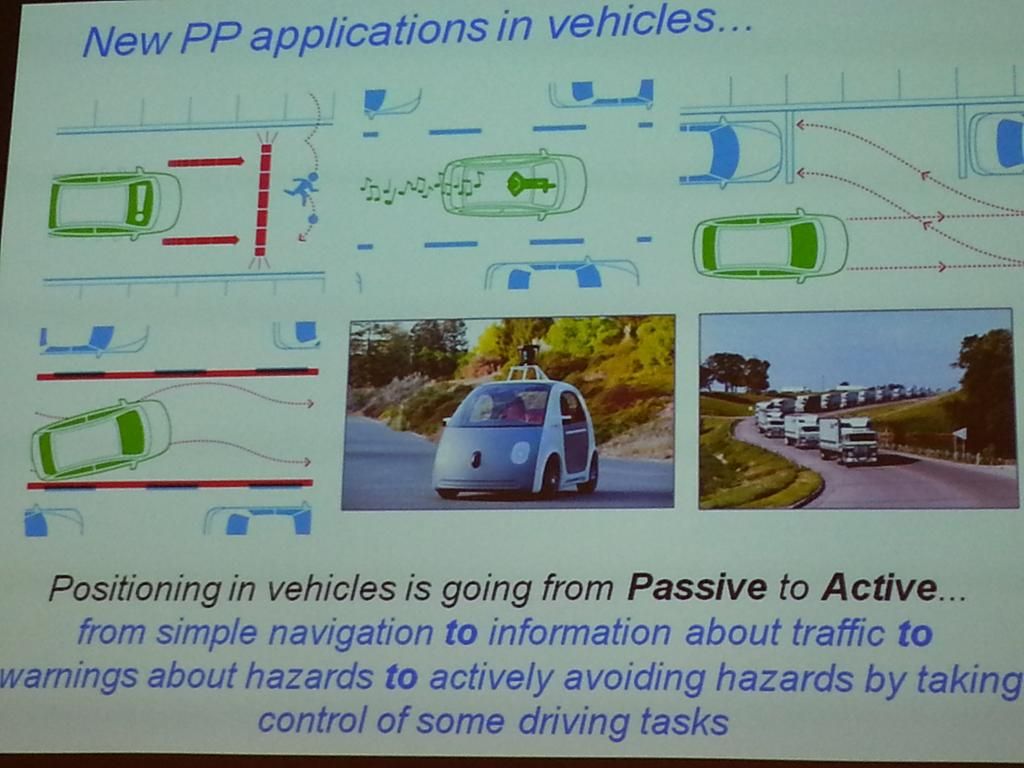 New PP applications in vehicles...
Positioning in vehicles is going from Passive to Active...
from simple navigation to information about traffic to
warnings about hazards to actively avoiding hazards by taking
control of some driving tasks